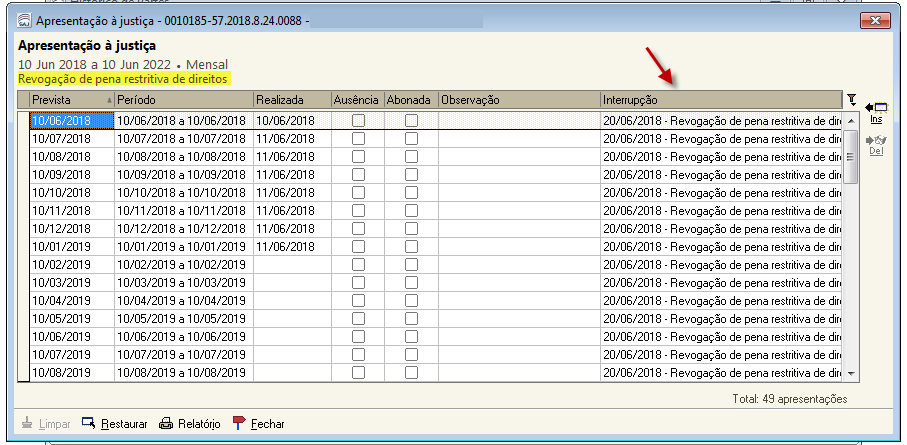 Apresentação à justiça - 0010185-57.2018.8.24.0088 -
Apresentação à justiça
10 Jun 2018 a 10 Jun 2022 • Mensal
Revogação de pena restritiva de direitos
Prevista Período Realizada Ausência Abonada Observação Interrupção
10/06/2018 10/06/2018 a 10/06/2018 10/06/2018 20/06/2018 - Revogação de pena restritiva de dire
10/07/2018 10/07/2018 a 10/07/2018 11/06/2018 20/06/2018 - Revogação de pena restritiva de dire
10/08/2018 10/08/2018 a 10/08/2018 11/06/2018 20/06/2018 - Revogação de pena restritiva de dire
10/09/2018 10/09/2018 a 10/09/2018 11/06/2018 20/06/2018 - Revogação de pena restritiva de dire
10/10/2018 10/10/2018 a 10/10/2018 11/06/2018 20/06/2018 - Revogação de pena restritiva de dire
10/11/2018 10/11/2018 a 10/11/2018 11/06/2018 20/06/2018 - Revogação de pena restritiva de dire
10/12/2018 10/12/2018 a 10/12/2018 11/06/2018 20/06/2018 - Revogação de pena restritiva de dire
10/01/2019 10/01/2019 a 10/01/2019 11/06/2018 20/06/2018 - Revogação de pena restritiva de dire
10/02/2019 10/02/2019 a 10/02/2019 20/06/2018 - Revogação de pena restritiva de dire
10/03/2019 10/03/2019 a 10/03/2019 20/06/2018 - Revogação de pena restritiva de dire
10/04/2019 10/04/2019 a 10/04/2019 20/06/2018 - Revogação de pena restritiva de dire
10/05/2019 10/05/2019 a 10/05/2019 20/06/2018 - Revogação de pena restritiva de dire
10/06/2019 10/06/2019 a 10/06/2019 20/06/2018 - Revogação de pena restritiva de dire
10/07/2019 10/07/2019 a 10/07/2019 20/06/2018 - Revogação de pena restritiva de dire
10/08/2019 10/08/2019 a 10/08/2019 20/06/2018 - Revogação de pena restritiva de dire
Ins
Del
Total: 49 apresentações
Limpar Restaurar Relatório Fechar